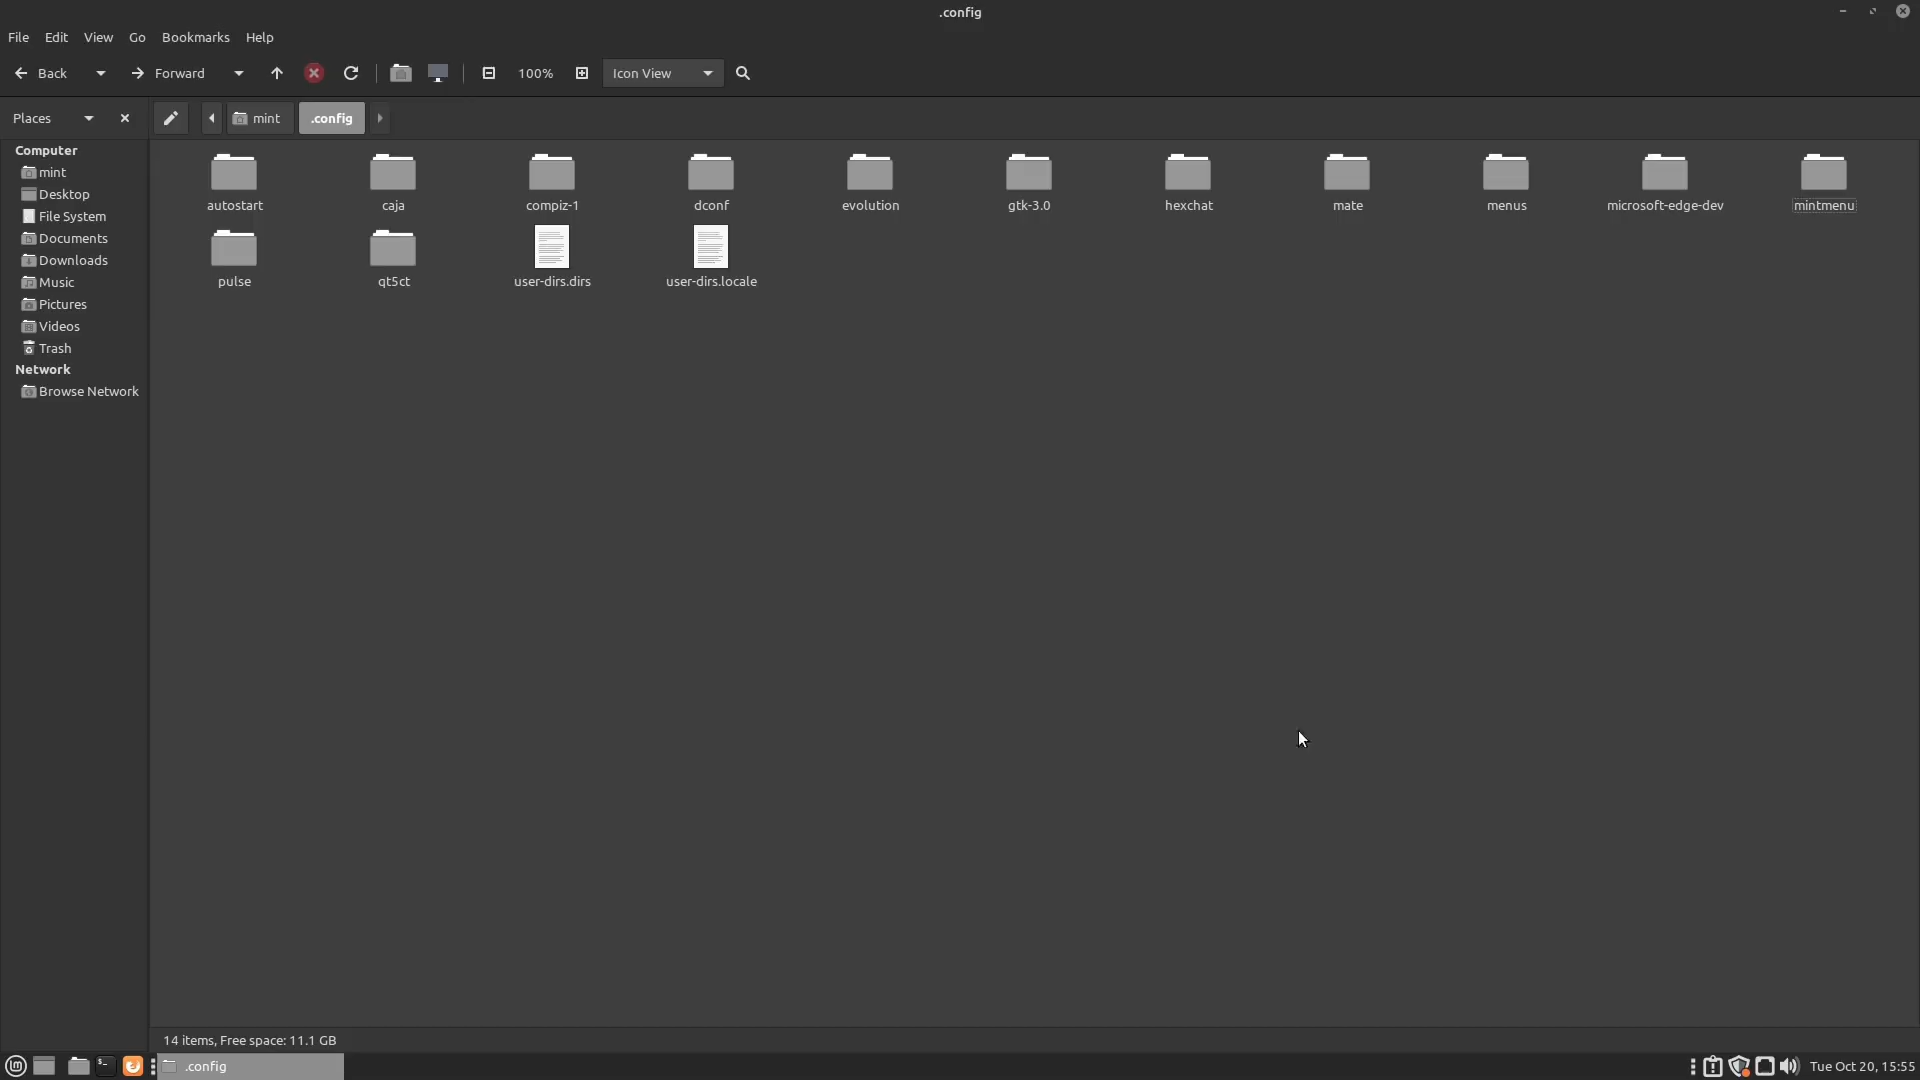 .config
File Edit View Go Bookmarks Help
Back Forward 100% Icon View
Places mint .config
Computer
mint
Desktop
File System
Documents
Downloads
Music
Pictures
Videos
Trash
Network
Browse Network
autostart caja compiz-1 dconf evolution gtk-3.0 hexchat mate menus microsoft-edge-dev mintmenu
pulse qt5ct user-dirs.dirs user-dirs.locale
14 items, Free space: 11.1 GB
.config Tue Oct 20, 15:55